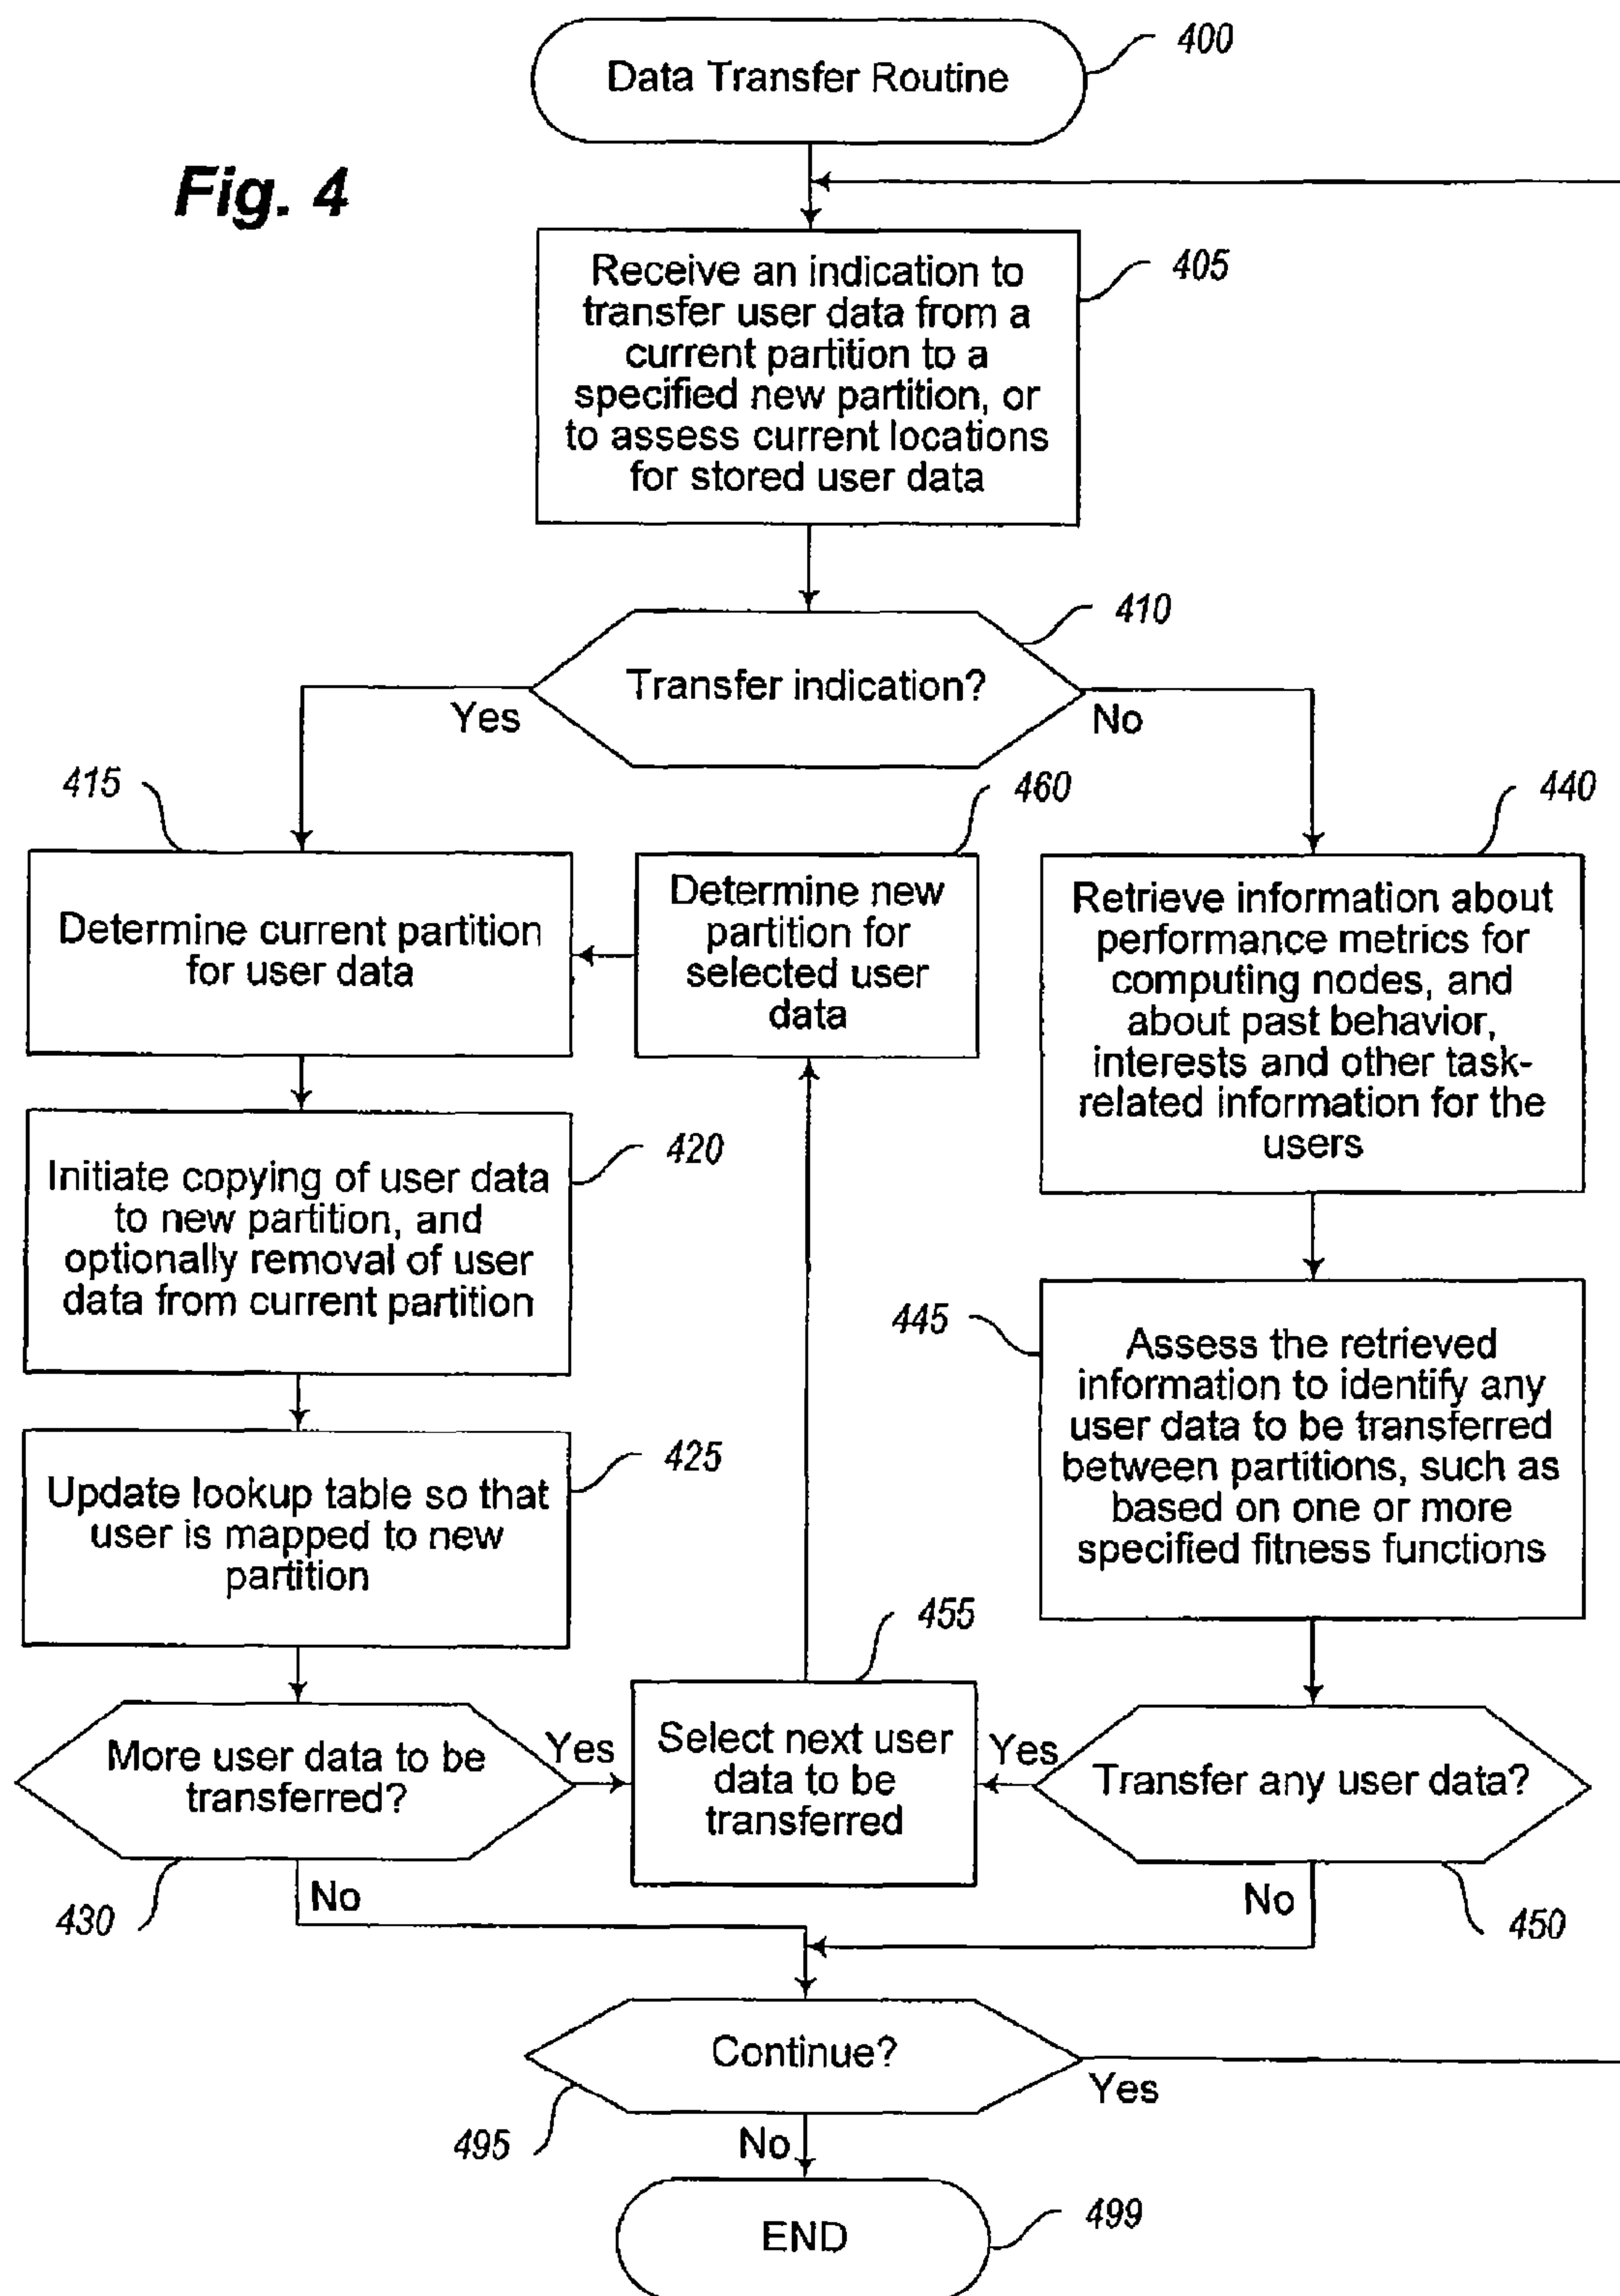 Data Transfer Routine
400
Fig. 4
Receive an indication to
transfer user data from a
current partition to a
specified new partition, or
to assess current locations
for stored user data
405
Transfer indication?
410
Yes
No
415
460
440
Determine current partition
for user data
Determine new
partition for
selected user
data
Retrieve information about
performance metrics for
computing nodes, and
about past behavior,
interests and other task-
related information for the
users
Initiate copying of user data
to new partition, and
optionally removal of user
data from current partition
420
445
Assess the retrieved
information to identify any
user data to be transferred
between partitions, such as
based on one or more
specified fitness functions
Update lookup table so that
user is mapped to new
partition
425
455
More user data to be
transferred?
Yes
Select next user
data to be
transferred
Yes
Transfer any user data?
430
No
No
450
Continue?
Yes
495
No
END
499